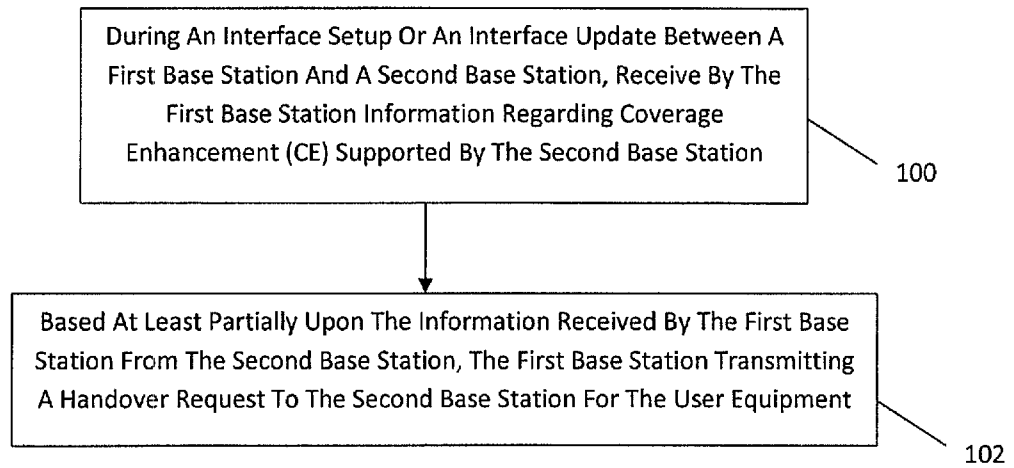 During An Interface Setup Or An Interface Update Between A
First Base Station And A Second Base Station, Receive By The
First Base Station Information Regarding Coverage
Enhancement (CE) Supported By The Second Base Station
100
Based At Least Partially Upon The Information Received By The First Base
Station From The Second Base Station, The First Base Station Transmitting
A Handover Request To The Second Base Station For The User Equipment
102